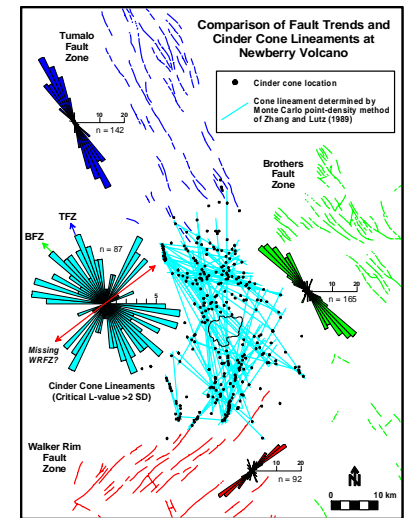 Comparison of Fault Trends and
Cinder Cone Lineaments at
Newberry Volcano
Cinder cone location
Cone lineament determined by
Monte Carlo point-density method
of Zhang and Lutz (1989)
Tumalo
Fault
Zone
10 20
n = 142
Brothers
Fault
Zone
10 20
n = 165
TFZ
BFZ
n = 87
5
Missing
WRFZ?
Cinder Cone Lineaments
(Critical L-value >2 SD)
Walker Rim
Fault
Zone
10 20
n = 92
N
0 10 km